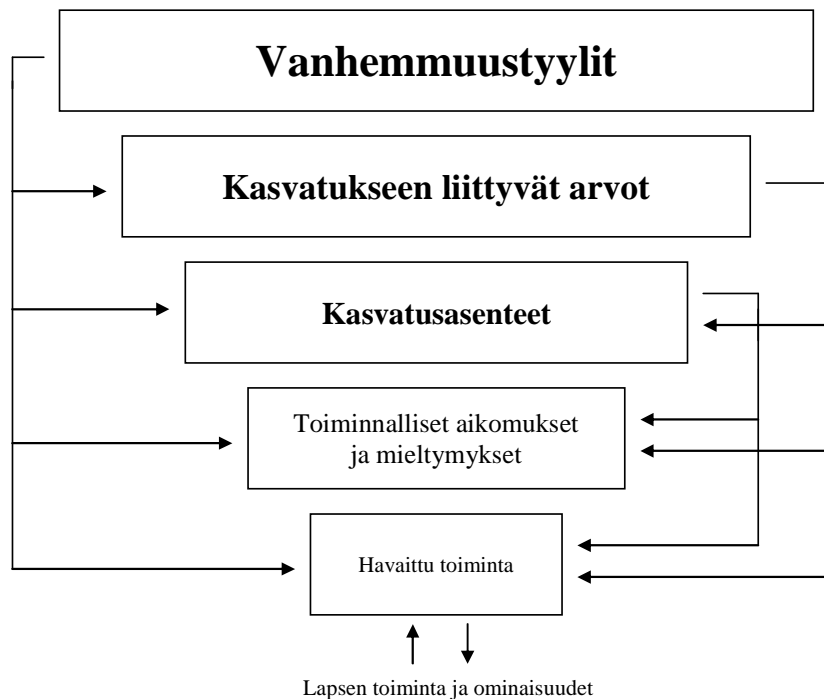 Vanhemmuustyylit
Kasvatukseen liittyvät arvot
Kasvatusasenteet
Toiminnalliset aikomukset
ja mieltymykset
Havaittu toiminta
Lapsen toiminta ja ominaisuudet